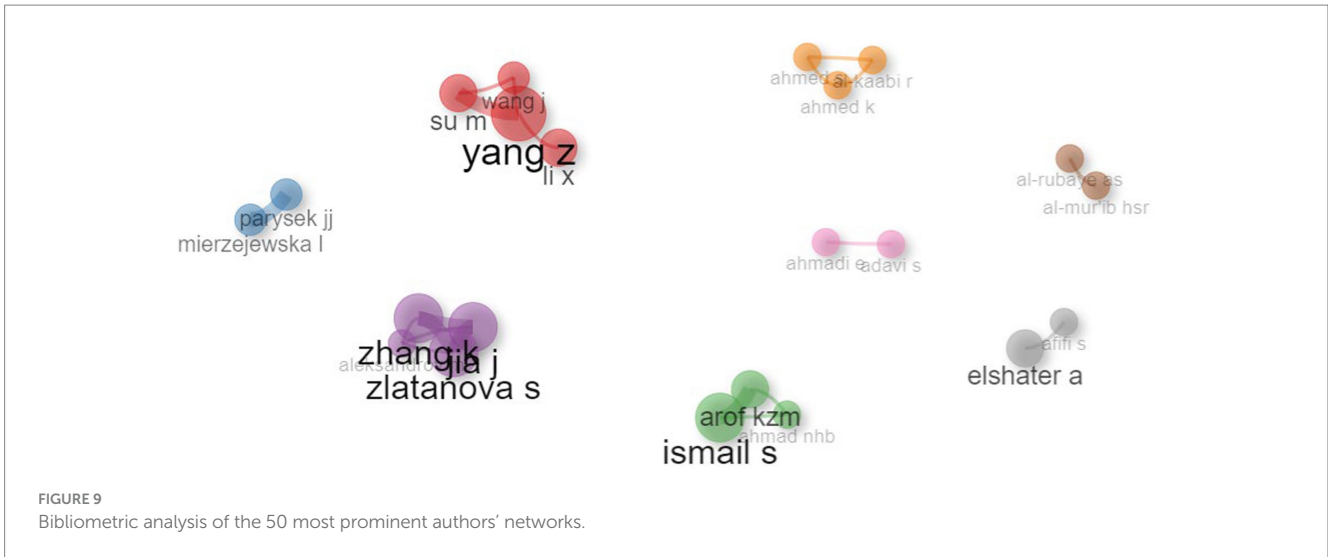 ahmed
al-kaabi r
ahmed k
wang j
su m
yang z
li x
al-rubaye as
al-mur'ib hsr
parysek jj
mierzejewska l
ahmadi e
adavi s
afifi s
elshater a
zhang k
jia j
zlatanova s
arof kzm
ahmad nhb
ismail s
FIGURE 9
Bibliometric analysis of the 50 most prominent authors' networks.